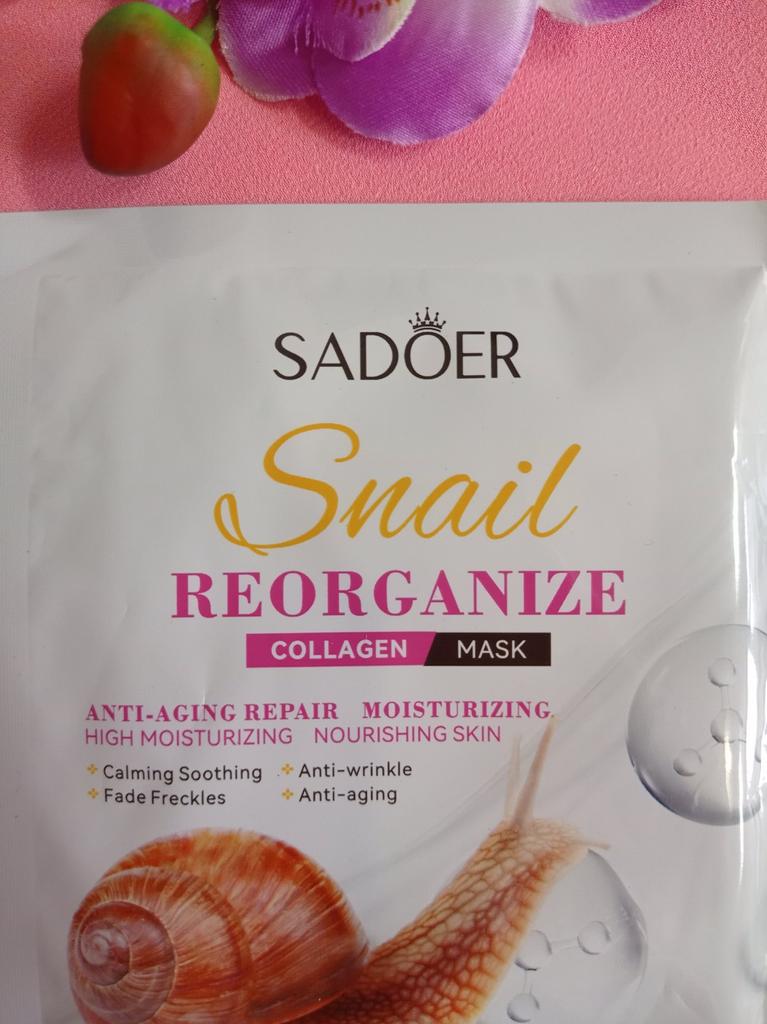 SADOER
Snail
REORGANIZE
COLLAGEN MASK
ANTI-AGING REPAIR MOISTURIZING
HIGH MOISTURIZING NOURISHING SKIN
Calming Soothing Anti-wrinkle
Fade Freckles Anti-aging